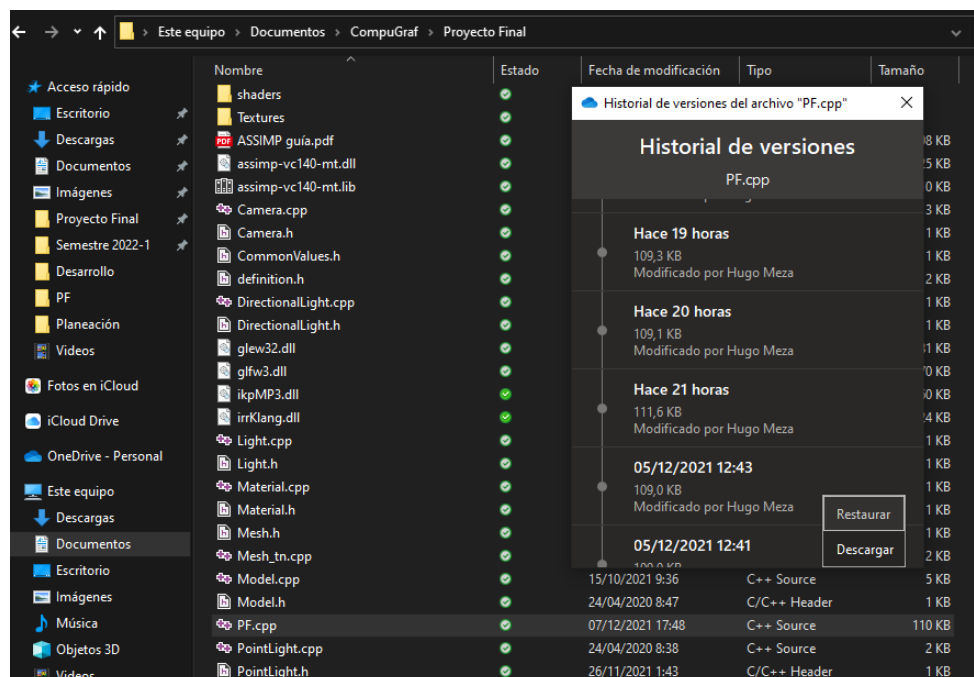 Este equipo > Documentos > CompuGraf > Proyecto Final
Nombre Estado Fecha de modificación Tipo Tamaño
Acceso rápido
Escritorio
Descargas
Documentos
Imágenes
Proyecto Final
Semestre 2022-1
Desarrollo
PF
Planeación
Videos
Fotos en iCloud
iCloud Drive
OneDrive - Personal
Este equipo
Descargas
Documentos
Escritorio
Imágenes
Música
Objetos 3D
Videos
shaders
Textures
PDF ASSIMP guía.pdf
assimp-vc140-mt.dll
assimp-vc140-mt.lib
Camera.cpp
Camera.h
CommonValues.h
definition.h
DirectionalLight.cpp
DirectionalLight.h
glew32.dll
glfw3.dll
ikpMP3.dll
irrKlang.dll
Light.cpp
Light.h
Material.cpp
Material.h
Mesh.h
Mesh_tn.cpp
Model.cpp 15/10/2021 9:36 C++ Source 5 KB
Model.h 24/04/2020 8:47 C/C++ Header 1 KB
PF.cpp 07/12/2021 17:48 C++ Source 110 KB
PointLight.cpp 24/04/2020 8:38 C++ Source 2 KB
PointLight.h 26/11/2021 1:43 C/C++ Header 1 KB
Historial de versiones del archivo "PF.cpp"
Historial de versiones
PF.cpp
Hace 19 horas
109,3 KB
Modificado por Hugo Meza
Hace 20 horas
109,1 KB
Modificado por Hugo Meza
Hace 21 horas
111,6 KB
Modificado por Hugo Meza
05/12/2021 12:43
109,0 KB
Modificado por Hugo Meza
05/12/2021 12:41
Restaurar
Descargar
KB
KB
KB
3 KB
1 KB
1 KB
2 KB
1 KB
1 KB
KB
KB
KB
KB
1 KB
1 KB
1 KB
1 KB
1 KB
2 KB